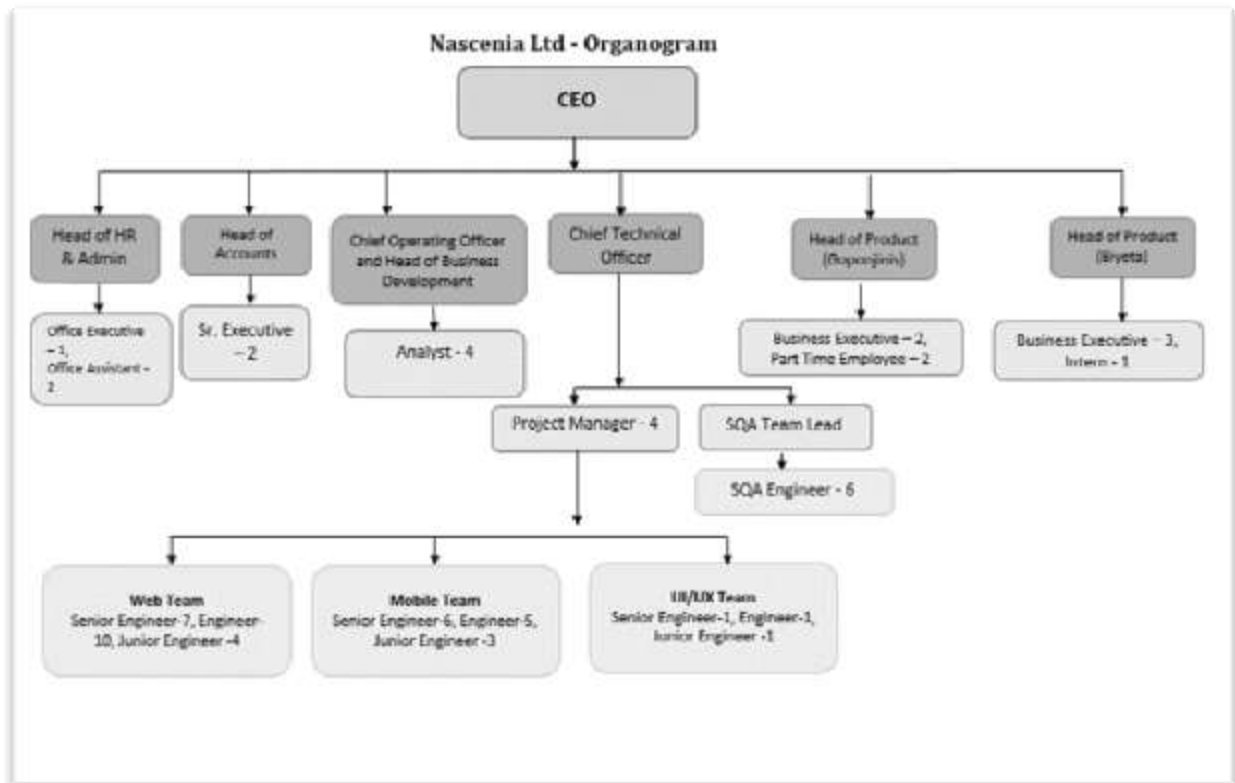 Nascenia Ltd - Organogram
CEO
Head of HR
& Admin
Head of
Accounts
Chief Operating Officer
and Head of Business
Development
Chief Technical
Officer
Head of Product
Head of Product
Office Executive
– 1,
Office Assistant –
2
Sr. Executive
– 2
Analyst - 4
Business Executive – 2,
Part Time Employee – 2
Business Executive – 3,
Intern - 1
Project Manager - 4
SQA Team Lead
SQA Engineer - 6
Web Team
Senior Engineer-7, Engineer-
10, Junior Engineer –4
Mobile Team
Senior Engineer-6, Engineer-5,
Junior Engineer -3
UI/UX Team
Senior Engineer-1, Engineer-1,
Junior Engineer -1